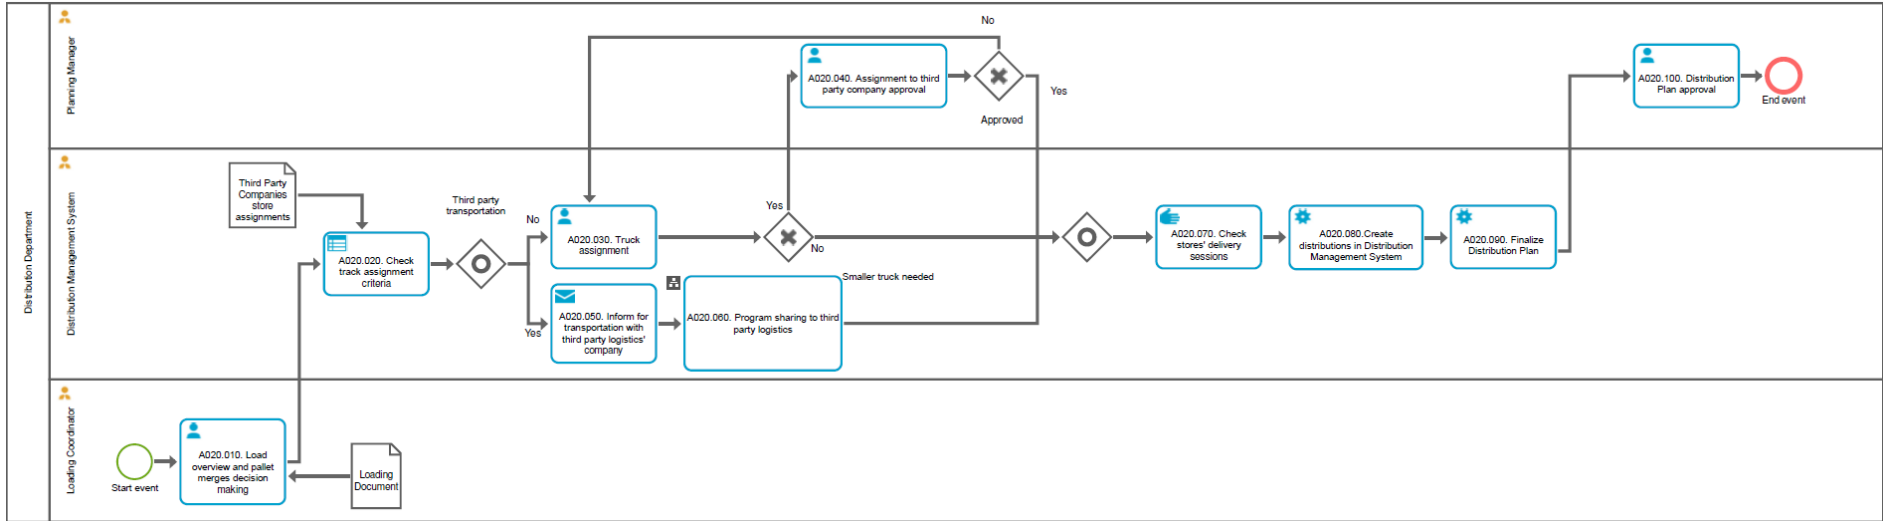 Distribution Department
Planning Manager
No
A020.040. Assignment to third
party company approval
Yes
Approved
A020.100. Distribution
Plan approval
End event
Distribution Management System
Third Party
Companies
store
assignments
A020.020. Check
track assignment
criteria
Third party
transportation
No
Yes
A020.030. Truck
assignment
Yes
No
Smaller truck needed
A020.050. Inform for
transportation with
third party logistics'
company
A020.060. Program sharing to third
party logistics
A020.070. Check
stores' delivery
sessions
A020.080.Create
distributions in Distribution
Management System
A020.090. Finalize
Distribution Plan
Loading Coordinator
Start event
A020.010. Load
overview and pallet
merges decision
making
Loading
Document